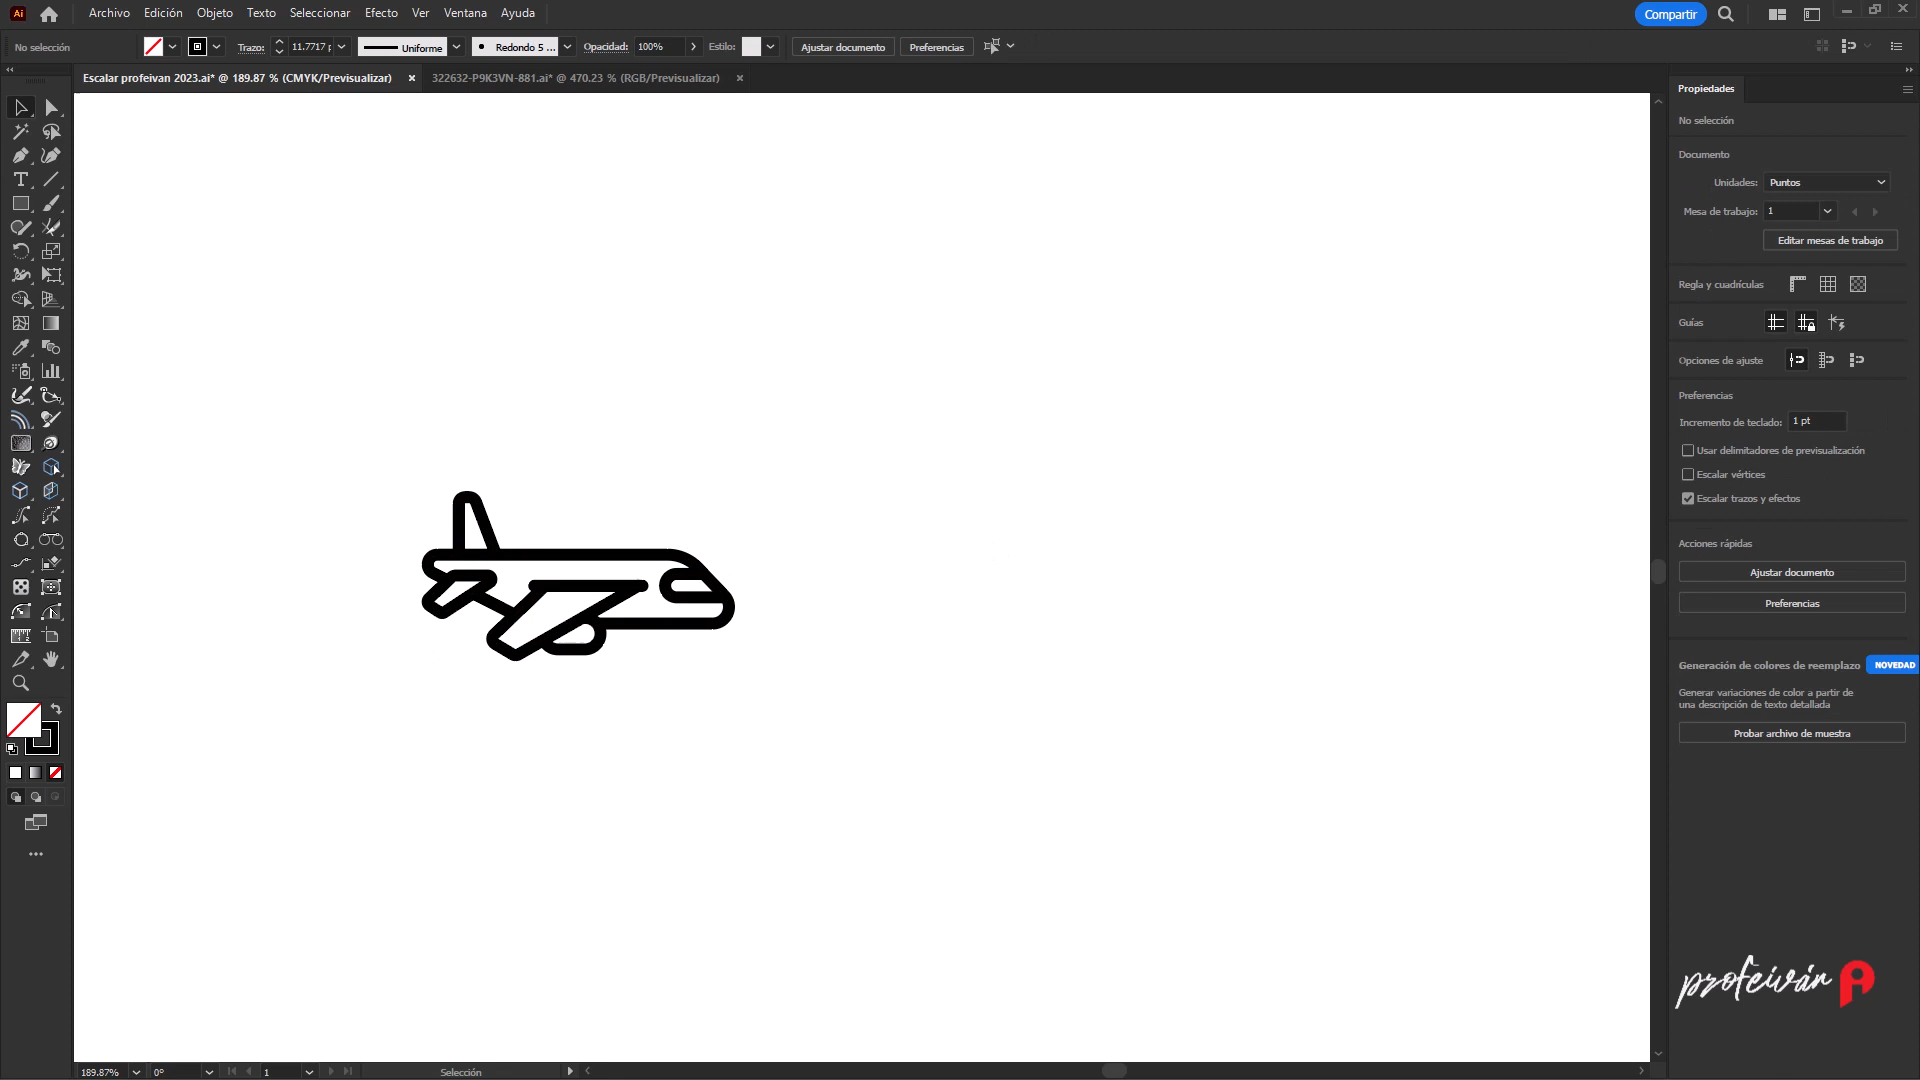 Ai Archivo Edición Objeto Texto Seleccionar Efecto Ver Ventana Ayuda Compartir
No selección Trazo: 11.7717 p Uniforme Redondo 5 ... Opacidad: 100% Estilo: Ajustar documento Preferencias
Escalar profeivan 2023.ai* @ 189.87 % (CMYK/Previsualizar) × 322632-P9K3VN-881.ai* @ 470.23 % (RGB/Previsualizar) ×
Propiedades
No selección
Documento
Unidades: Puntos
Mesa de trabajo: 1
Editar mesas de trabajo
Regla y cuadrículas
Guías
Opciones de ajuste
Preferencias
Incremento de teclado: 1 pt
Usar delimitadores de previsualización
Escalar vértices
Escalar trazos y efectos
Acciones rápidas
Ajustar documento
Preferencias
Generación de colores de reemplazo NOVEDAD
Generar variaciones de color a partir de
una descripción de texto detallada
Probar archivo de muestra
profeiván
189.87% 0° 1 Selección